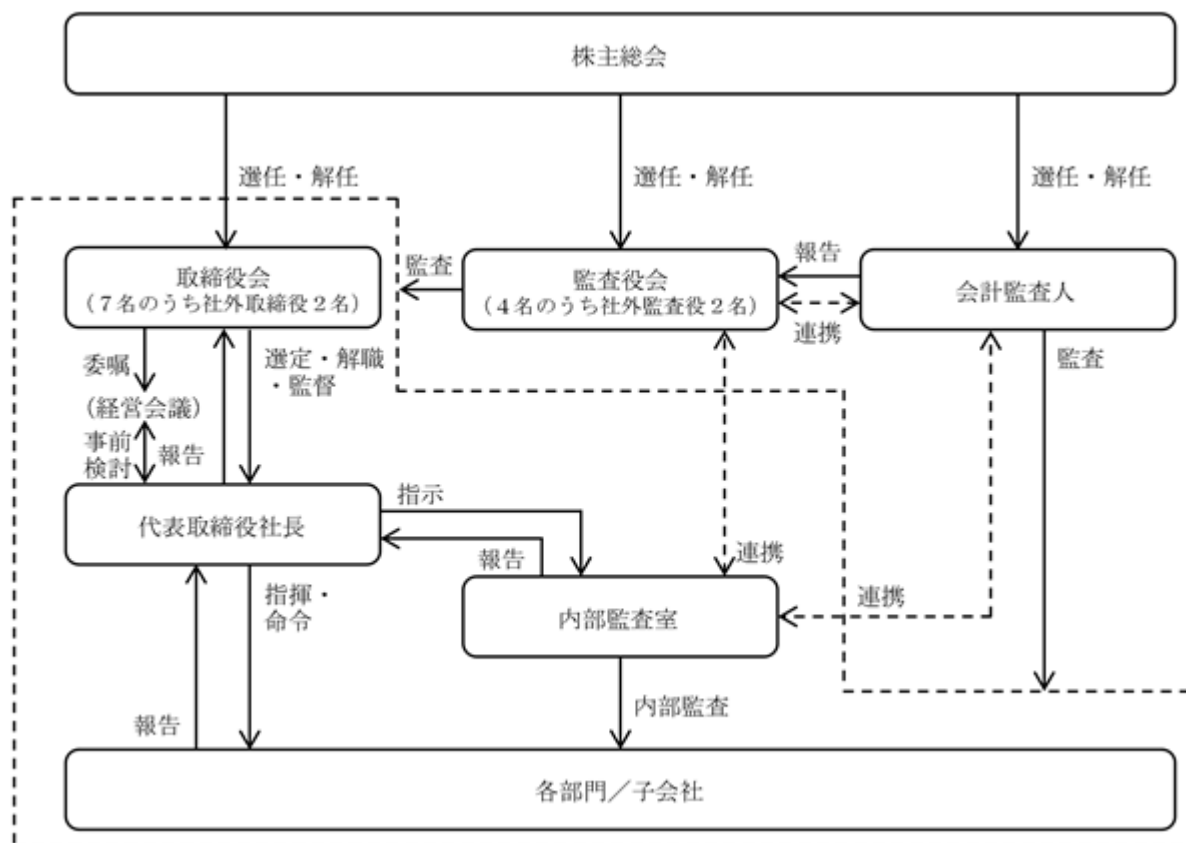 株主総会
選任・解任
選任・解任
選任・解任
取締役会
（７名のうち社外取締役２名）
監査
監査役会
（４名のうち社外監査役２名）
報告
連携
会計監査人
委嘱
選定・解職
・監督
監査
（経営会議）
事前
検討
報告
代表取締役社長
指示
報告
連携
内部監査室
連携
指揮・
命令
報告
内部監査
各部門／子会社